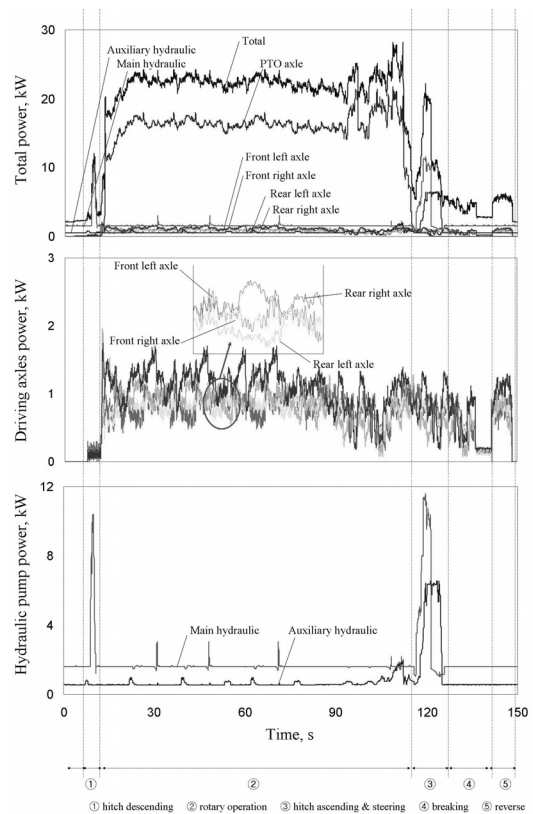 30
Auxiliary hydraulic
Main hydraulic
Total
PTO axle
20
Total power, kW
10
Front left axle
Front right axle
Rear left axle
Rear right axle
0
3
Front left axle
Rear right axle
2
Front right axle
Rear left axle
Driving axles power, kW
1
0
12
8
Hydraulic pump power, kW
4
Main hydraulic
Auxiliary hydraulic
0
0 30 60 90 120 150
Time, s
① ② ③ ④ ⑤
① hitch descending ② rotary operation ③ hitch ascending & steering ④ breaking ⑤ reverse